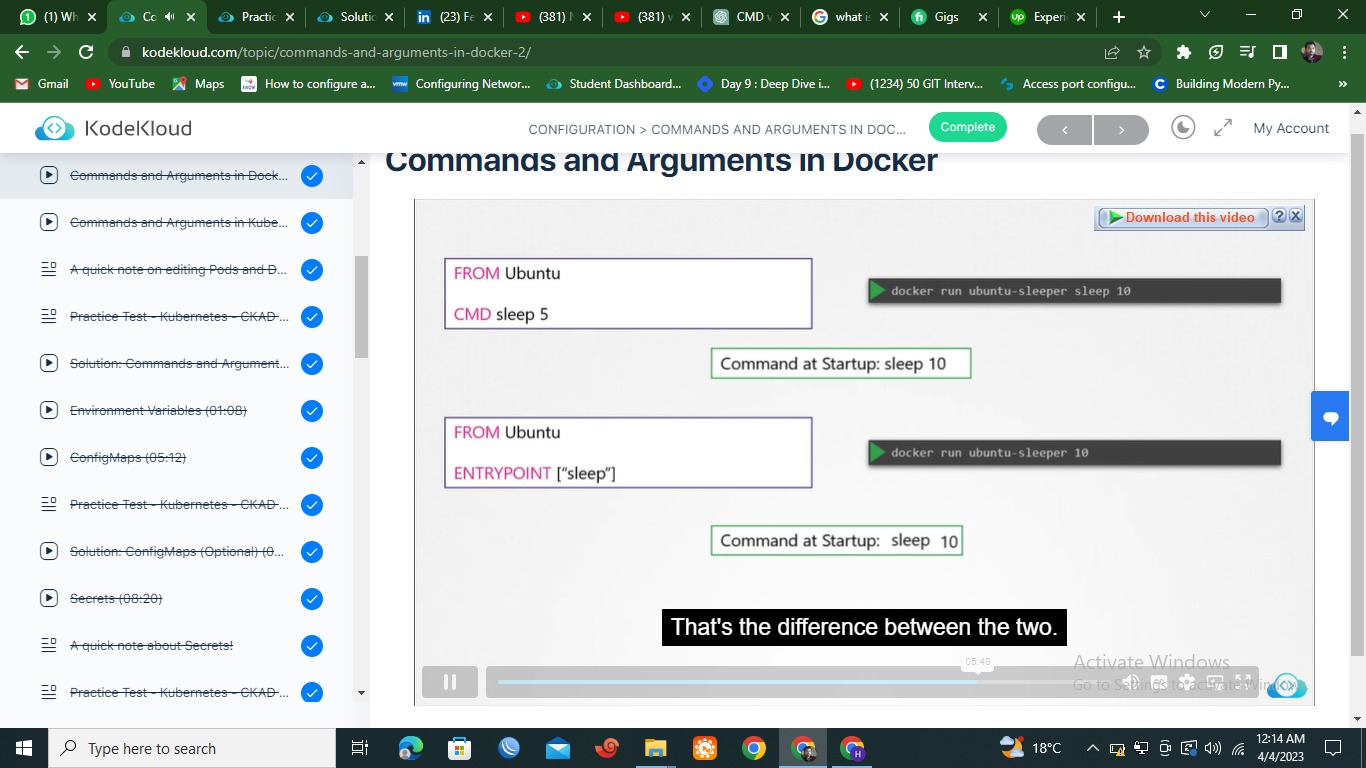 (1) Wh
Co
Practic
Solutic
(23) Fe
(381) N
(381) v
CMD v
what is
Gigs
Experi
kodekloud.com/topic/commands-and-arguments-in-docker-2/
Gmail
YouTube
Maps
How to configure a...
Configuring Networ...
Student Dashboard...
Day 9 : Deep Dive i...
(1234) 50 GIT Interv...
Access port configu...
Building Modern Py...
»
KodeKloud
CONFIGURATION > COMMANDS AND ARGUMENTS IN DOC...
Complete
My Account
Commands and Arguments in Dock...
Commands and Arguments in Kube...
A quick note on editing Pods and D...
Practice Test - Kubernetes - CKAD ...
Solution: Commands and Argument...
Environment Variables (01:08)
ConfigMaps (05:12)
Practice Test - Kubernetes - CKAD ...
Solution: ConfigMaps (Optional) (0...
Secrets (08:20)
A quick note about Secrets!
Practice Test - Kubernetes - CKAD ...
Commands and Arguments in Docker
Download this video
FROM Ubuntu
CMD sleep 5
docker run ubuntu-sleeper sleep 10
Command at Startup: sleep 10
FROM Ubuntu
ENTRYPOINT ["sleep"]
docker run ubuntu-sleeper 10
Command at Startup: sleep 10
That's the difference between the two.
05:48
Activate Windows
Go to Settings to activate Windows.
Type here to search
18°C
12:14 AM
4/4/2023